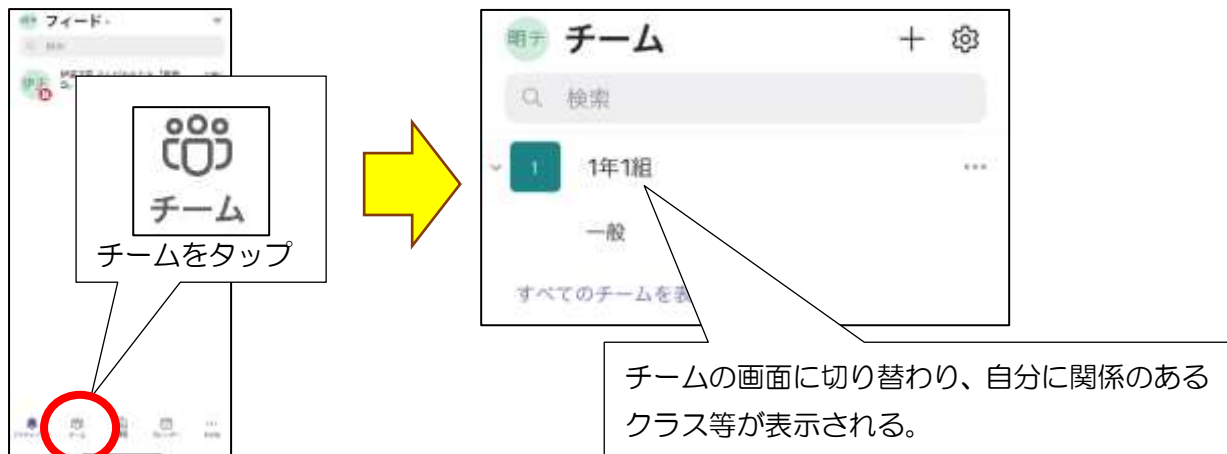 フィード
チーム
チームをタップ
明テ チーム
検索
1 1年1組
一般
すべてのチームを表
チームの画面に切り替わり、自分に関係のある
クラス等が表示される。